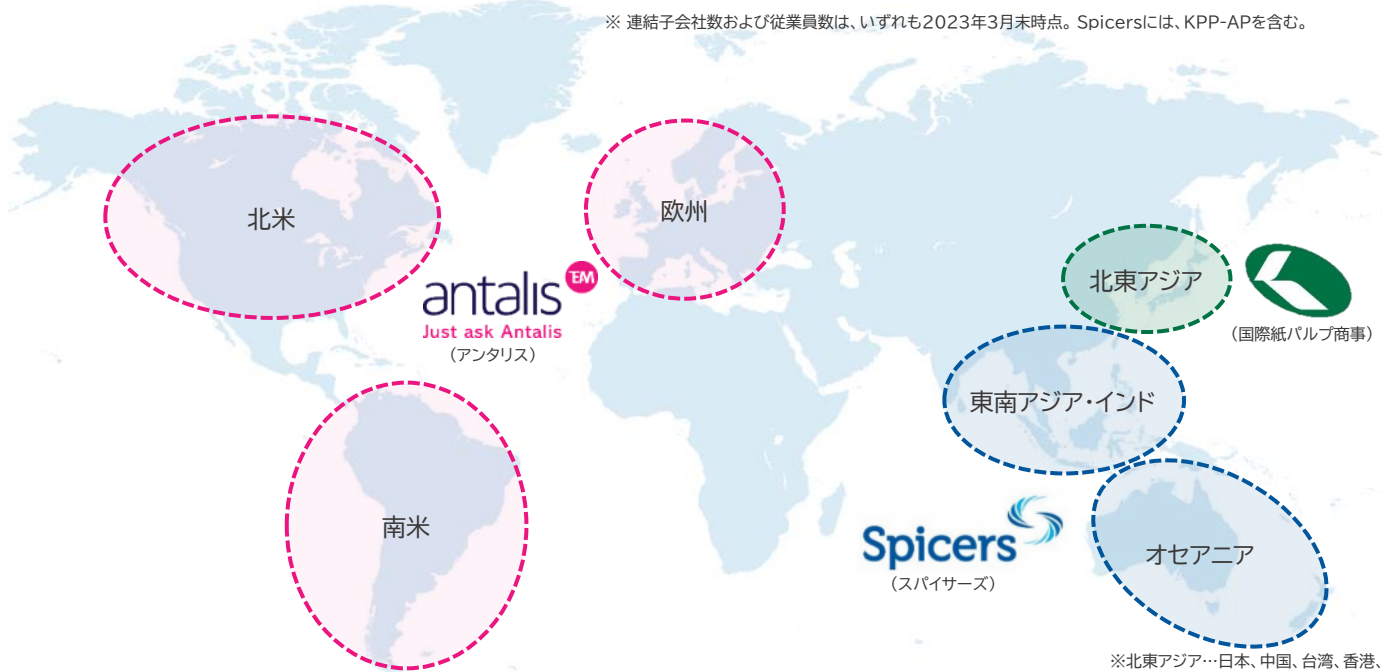 ※ 連結子会社数および従業員数は、いずれも2023年3月末時点。Spicersには、KPP-APを含む。
北米
欧州
antalis TM
Just ask Antalis
（アンタリス）
北東アジア
（国際紙パルプ商事）
東南アジア・インド
南米
Spicers
（スパイサーズ）
オセアニア
※北東アジア…日本、中国、台湾、香港、